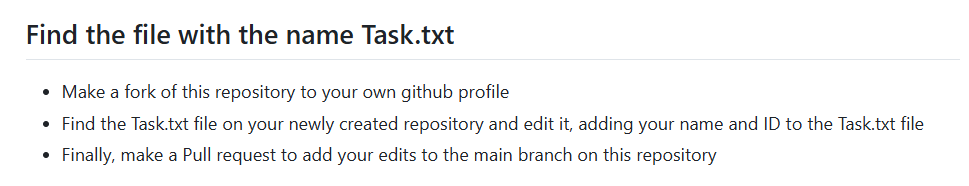 Find the file with the name Task.txt
Make a fork of this repository to your own github profile
Find the Task.txt file on your newly created repository and edit it, adding your name and ID to the Task.txt file
Finally, make a Pull request to add your edits to the main branch on this repository